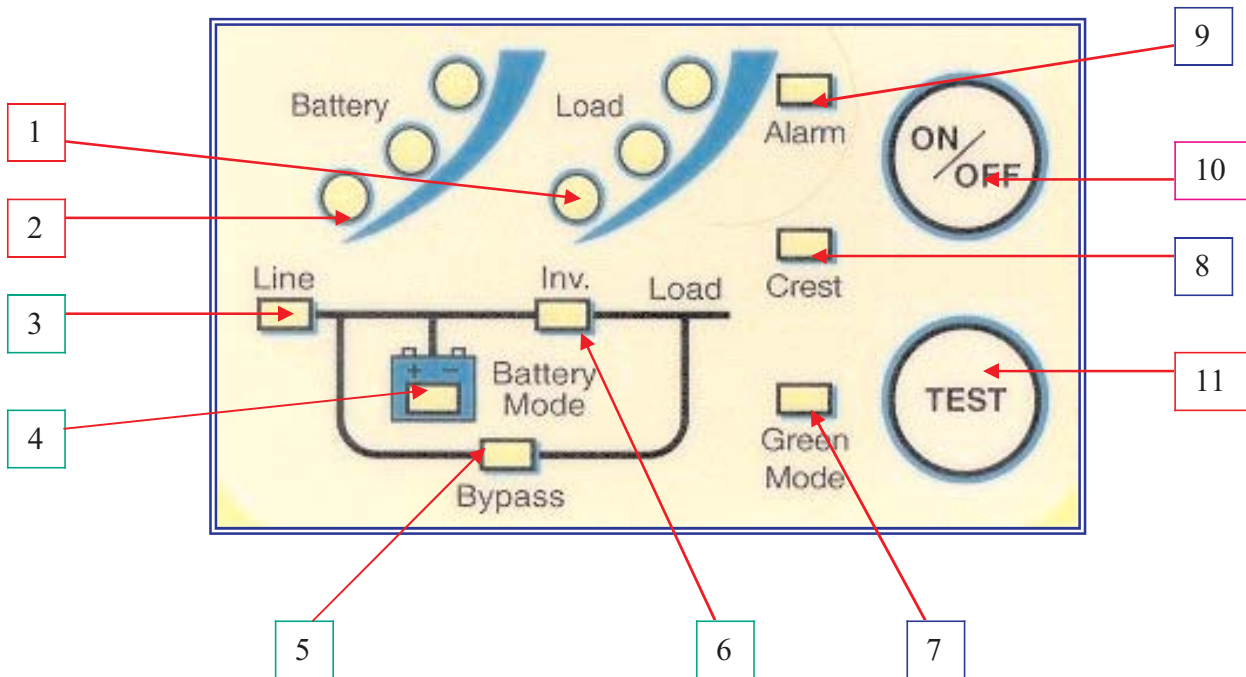 9
Battery
Load
Alarm
ON/OFF
1
10
2
Line
Inv.
Load
Crest
8
3
+ −
Battery
Mode
TEST
11
4
Green
Mode
Bypass
5
6
7